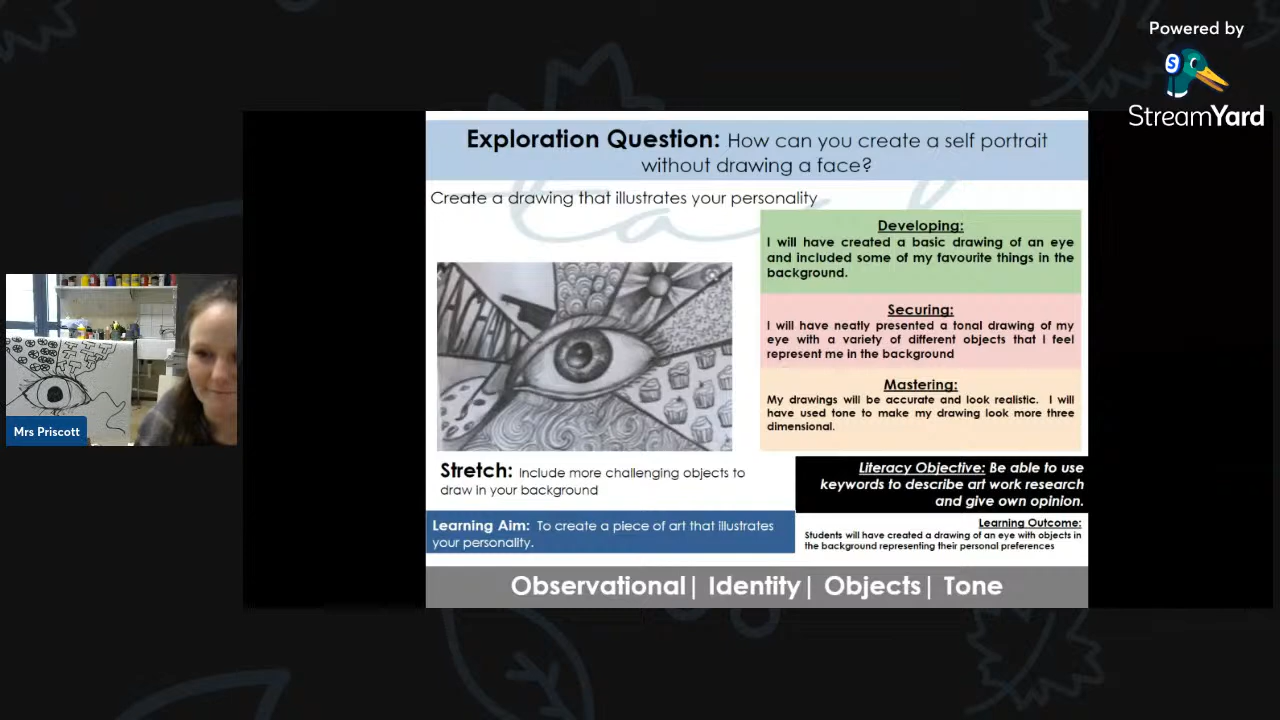 Powered by
StreamYard
Exploration Question: How can you create a self portrait
without drawing a face?
Create a drawing that illustrates your personality
Developing:
I will have created a basic drawing of an eye
and included some of my favourite things in the
background.
Securing:
I will have neatly presented a tonal drawing of my
eye with a variety of different objects that I feel
represent me in the background
Mastering:
My drawings will be accurate and look realistic. I will
have used tone to make my drawing look more three
dimensional.
Mrs Priscott
Stretch: Include more challenging objects to
draw in your background
Literacy Objective: Be able to use
keywords to describe art work research
and give own opinion.
Learning Aim: To create a piece of art that illustrates
your personality.
Learning Outcome:
Students will have created a drawing of an eye with objects in
the background representing their personal preferences
Observational| Identity| Objects| Tone